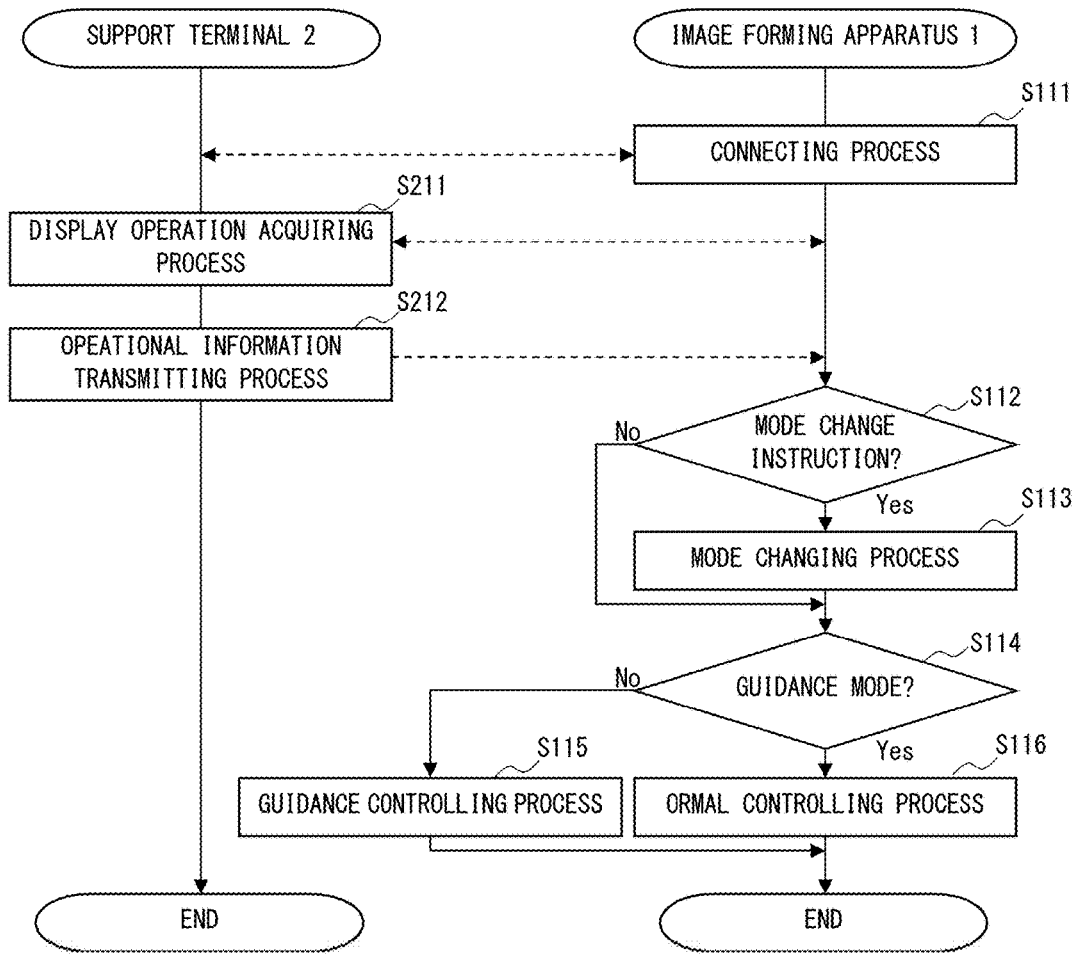 SUPPORT TERMINAL 2
IMAGE FORMING APPARATUS 1
S111
CONNECTING PROCESS
S211
DISPLAY OPERATION ACQUIRING
PROCESS
S212
OPEATIONAL INFORMATION
TRANSMITTING PROCESS
S112
No
MODE CHANGE
INSTRUCTION?
Yes
S113
MODE CHANGING PROCESS
S114
No
GUIDANCE MODE?
Yes
S115
S116
GUIDANCE CONTROLLING PROCESS
ORMAL CONTROLLING PROCESS
END
END